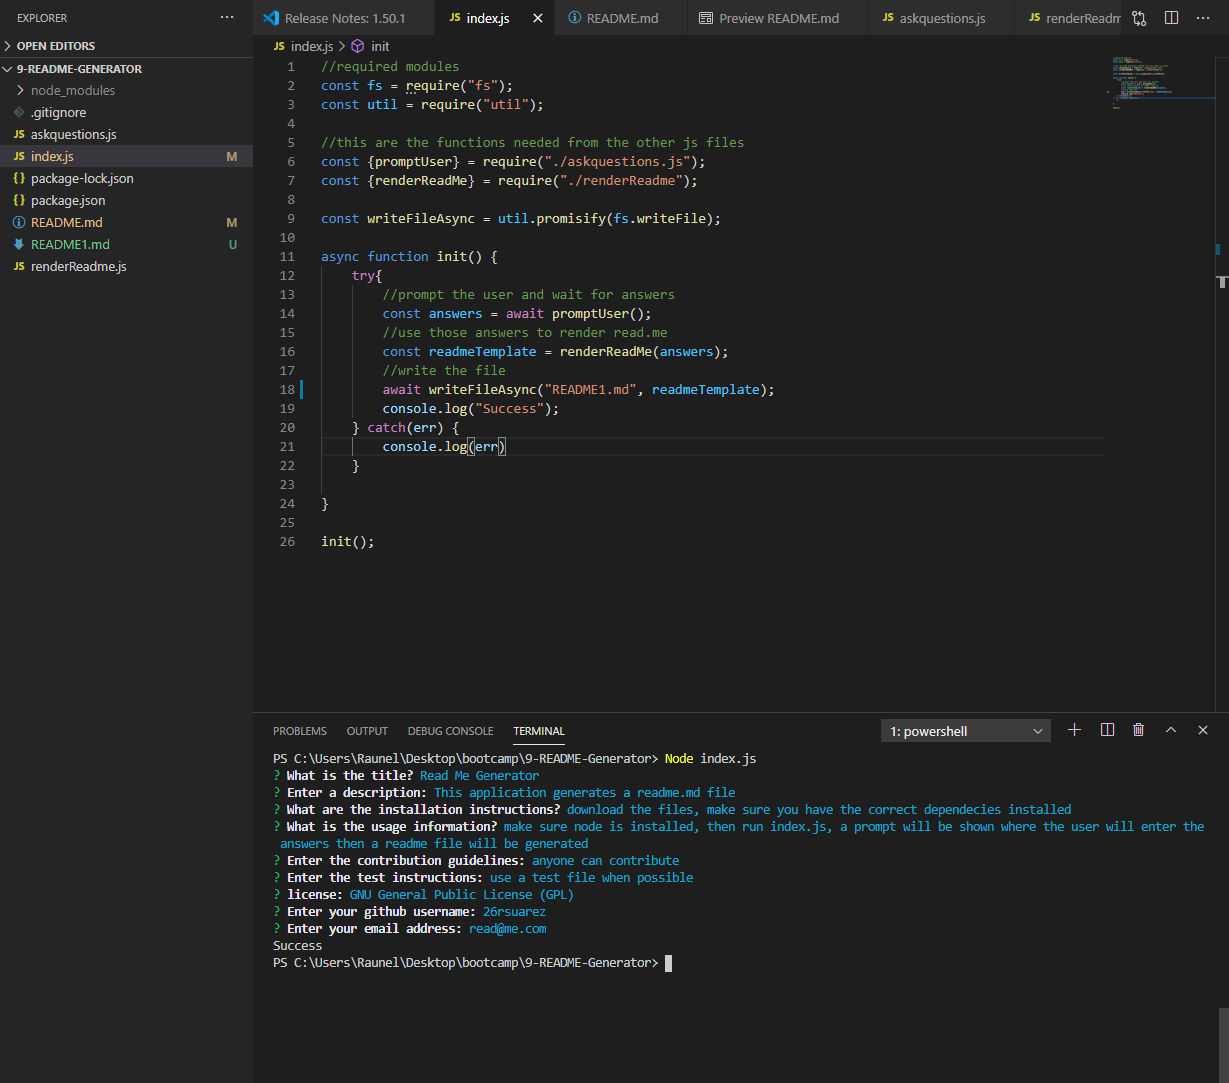 EXPLORER
OPEN EDITORS
9-README-GENERATOR
node_modules
.gitignore
JS askquestions.js
JS index.js M
{} package-lock.json
{} package.json
README.md M
README1.md U
JS renderReadme.js
Release Notes: 1.50.1
JS index.js
README.md
Preview README.md
JS askquestions.js
JS renderReadm
JS index.js > init
1 //required modules
2 const fs = require("fs");
3 const util = require("util");
4
5 //this are the functions needed from the other js files
6 const {promptUser} = require("./askquestions.js");
7 const {renderReadMe} = require("./renderReadme");
8
9 const writeFileAsync = util.promisify(fs.writeFile);
10
11 async function init() {
12 try{
13 //prompt the user and wait for answers
14 const answers = await promptUser();
15 //use those answers to render read.me
16 const readmeTemplate = renderReadMe(answers);
17 //write the file
18 await writeFileAsync("README1.md", readmeTemplate);
19 console.log("Success");
20 } catch(err) {
21 console.log(err)
22 }
23
24 }
25
26 init();
PROBLEMS OUTPUT DEBUG CONSOLE TERMINAL 1: powershell
PS C:\Users\Raunel\Desktop\bootcamp\9-README-Generator> Node index.js
? What is the title? Read Me Generator
? Enter a description: This application generates a readme.md file
? What are the installation instructions? download the files, make sure you have the correct dependecies installed
? What is the usage information? make sure node is installed, then run index.js, a prompt will be shown where the user will enter the
answers then a readme file will be generated
? Enter the contribution guidelines: anyone can contribute
? Enter the test instructions: use a test file when possible
? license: GNU General Public License (GPL)
? Enter your github username: 26rsuarez
? Enter your email address: read@me.com
Success
PS C:\Users\Raunel\Desktop\bootcamp\9-README-Generator>